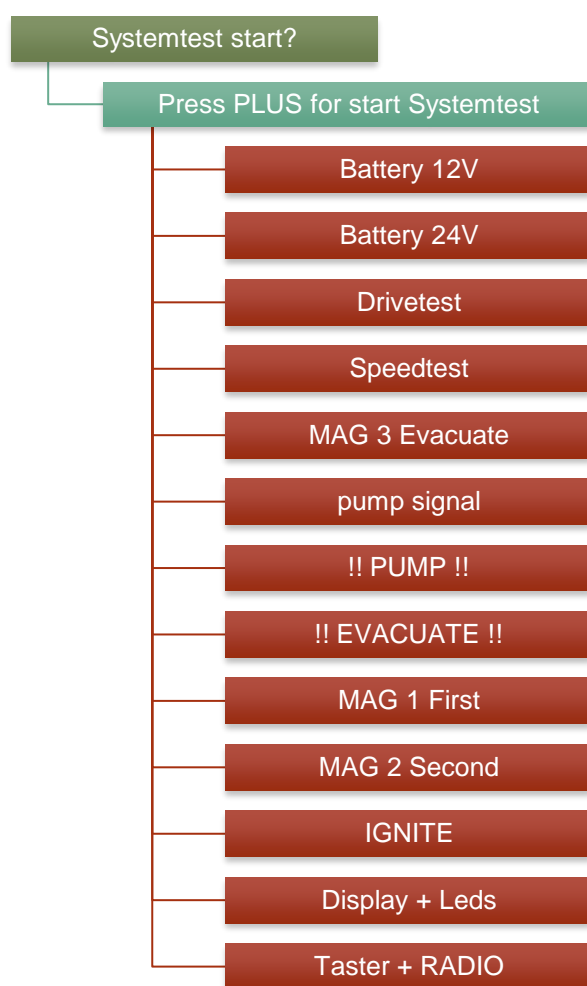 Systemtest start?
Press PLUS for start Systemtest
Battery 12V
Battery 24V
Drivetest
Speedtest
MAG 3 Evacuate
pump signal
!! PUMP !!
!! EVACUATE !!
MAG 1 First
MAG 2 Second
IGNITE
Display + Leds
Taster + RADIO